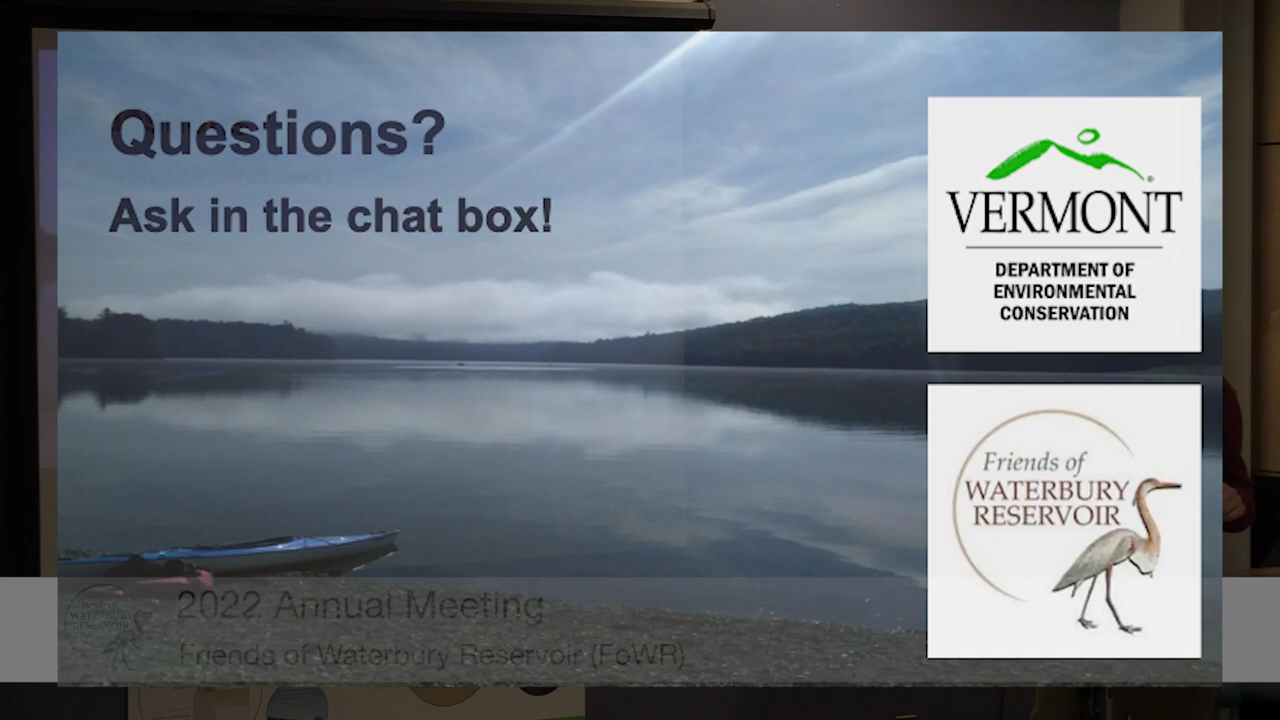 Questions?
Ask in the chat box!
VERMONT
DEPARTMENT OF
ENVIRONMENTAL
CONSERVATION
Friends of
WATERBURY
RESERVOIR
2022 Annual Meeting
Friends of Waterbury Reservoir (FoWR)